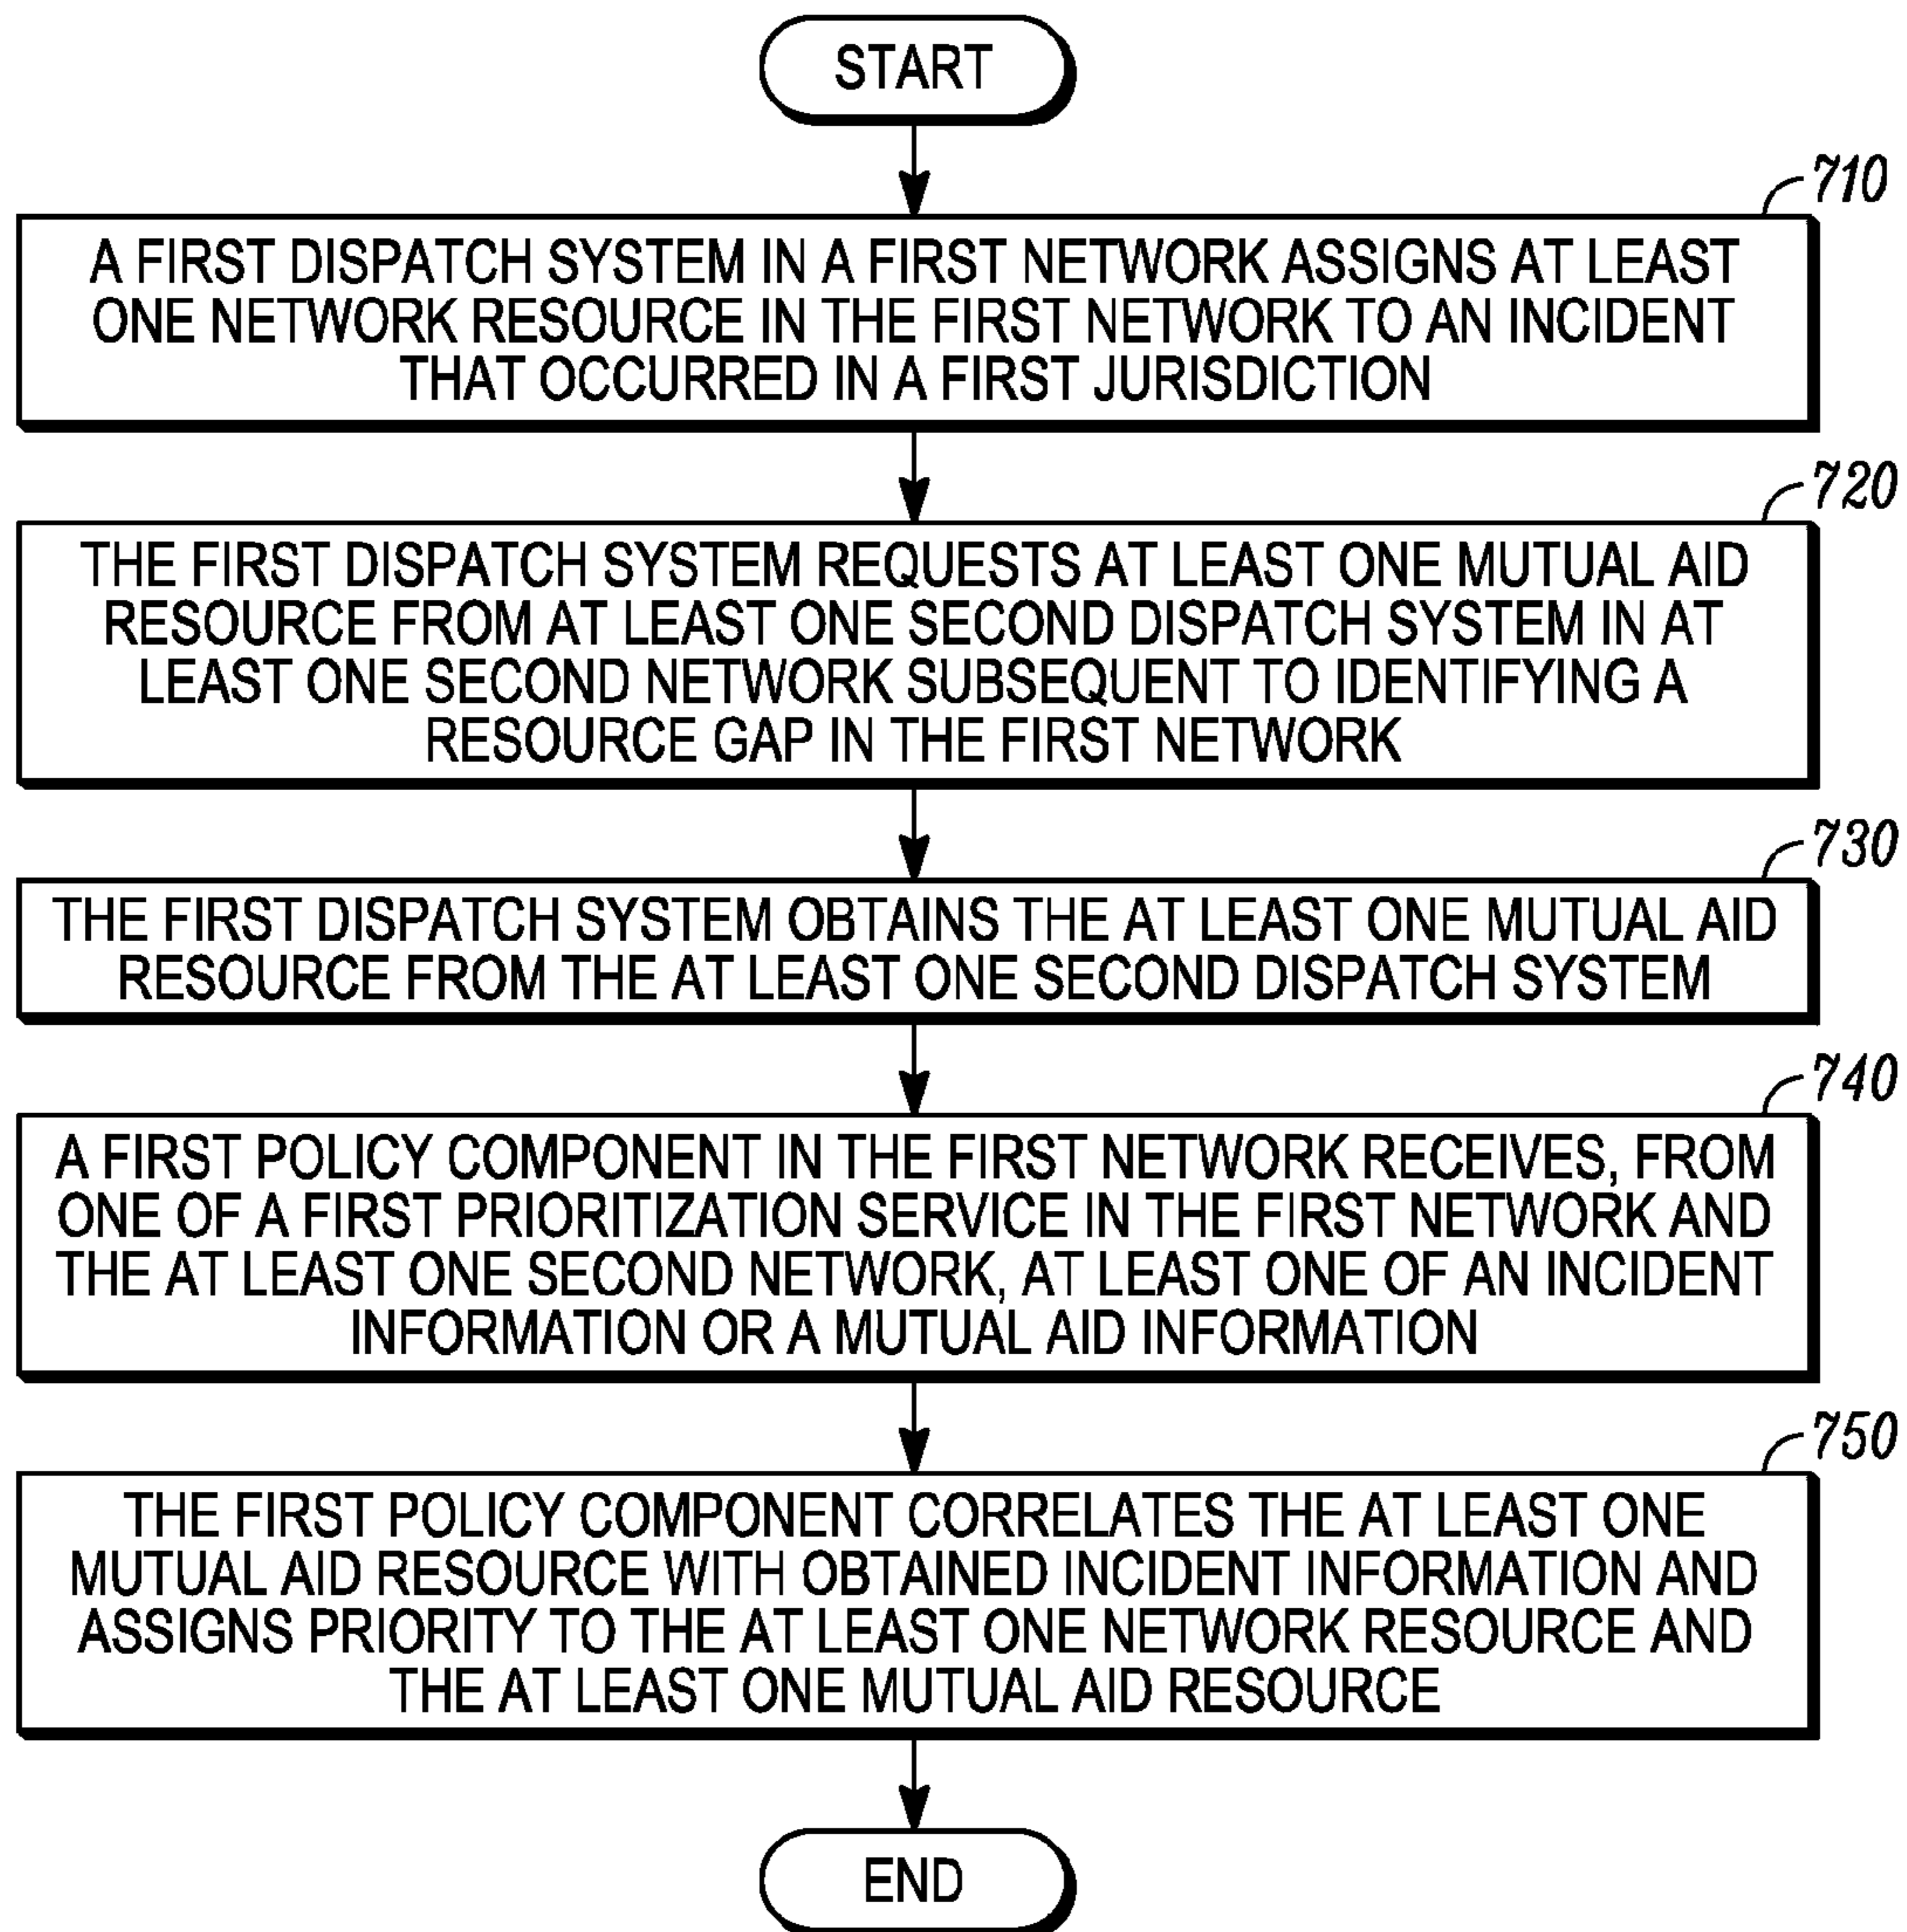 START
710
A FIRST DISPATCH SYSTEM IN A FIRST NETWORK ASSIGNS AT LEAST
ONE NETWORK RESOURCE IN THE FIRST NETWORK TO AN INCIDENT
THAT OCCURRED IN A FIRST JURISDICTION
720
THE FIRST DISPATCH SYSTEM REQUESTS AT LEAST ONE MUTUAL AID
RESOURCE FROM AT LEAST ONE SECOND DISPATCH SYSTEM IN AT
LEAST ONE SECOND NETWORK SUBSEQUENT TO IDENTIFYING A
RESOURCE GAP IN THE FIRST NETWORK
730
THE FIRST DISPATCH SYSTEM OBTAINS THE AT LEAST ONE MUTUAL AID
RESOURCE FROM THE AT LEAST ONE SECOND DISPATCH SYSTEM
740
A FIRST POLICY COMPONENT IN THE FIRST NETWORK RECEIVES, FROM
ONE OF A FIRST PRIORITIZATION SERVICE IN THE FIRST NETWORK AND
THE AT LEAST ONE SECOND NETWORK, AT LEAST ONE OF AN INCIDENT
INFORMATION OR A MUTUAL AID INFORMATION
750
THE FIRST POLICY COMPONENT CORRELATES THE AT LEAST ONE
MUTUAL AID RESOURCE WITH OBTAINED INCIDENT INFORMATION AND
ASSIGNS PRIORITY TO THE AT LEAST ONE NETWORK RESOURCE AND
THE AT LEAST ONE MUTUAL AID RESOURCE
END